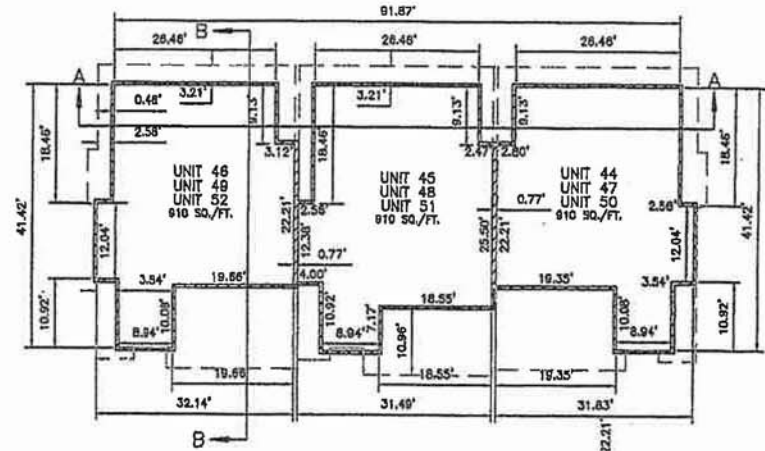 91.87'
B
26.46' 26.46' 26.46'
A A
3.21' 3.21'
0.46' 9.13' 9.13' 9.13'
18.46' 2.58' 18.46' 18.46'
3.12' 2.47' 2.80'
UNIT 46 UNIT 45 UNIT 44
UNIT 49 UNIT 48 UNIT 47
UNIT 52 UNIT 51 UNIT 50
910 SQ./FT. 910 SQ./FT. 910 SQ./FT.
41.42' 22.21' 2.56' 0.77' 2.56' 41.42'
12.04' 12.38' 25.50' 22.21' 12.04'
0.77'
3.54' 19.66' 4.00' 19.35' 3.54'
10.92' 10.08' 10.92' 18.55' 10.08' 10.92'
8.94' 8.94' 7.17' 10.96' 8.94'
19.66 18.55' 19.35'
32.14' 31.49' 31.83'
B 22.21'